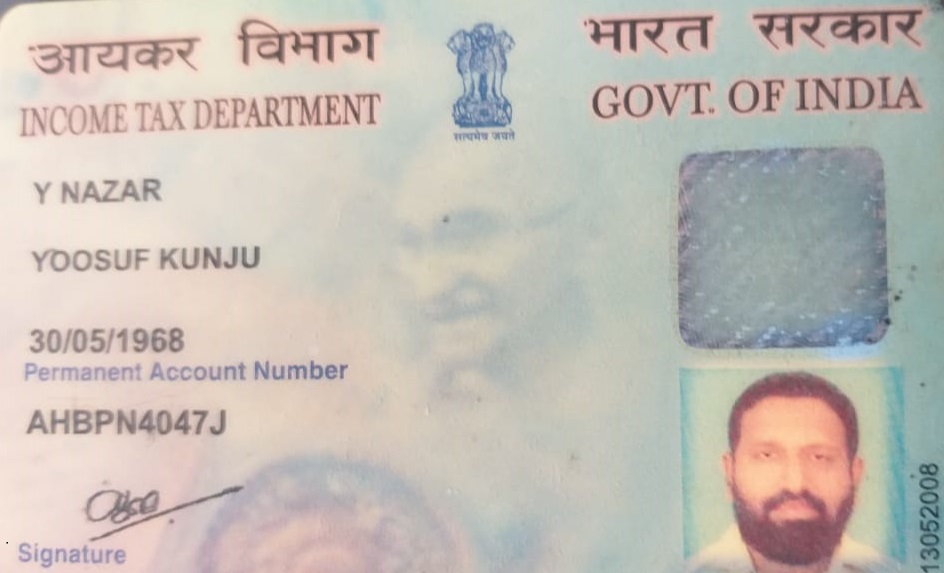 आयकर विभाग
भारत सरकार
INCOME TAX DEPARTMENT
GOVT. OF INDIA
सत्यमेव जयते
Y NAZAR
YOOSUF KUNJU
30/05/1968
Permanent Account Number
AHBPN4047J
Signature
13052008